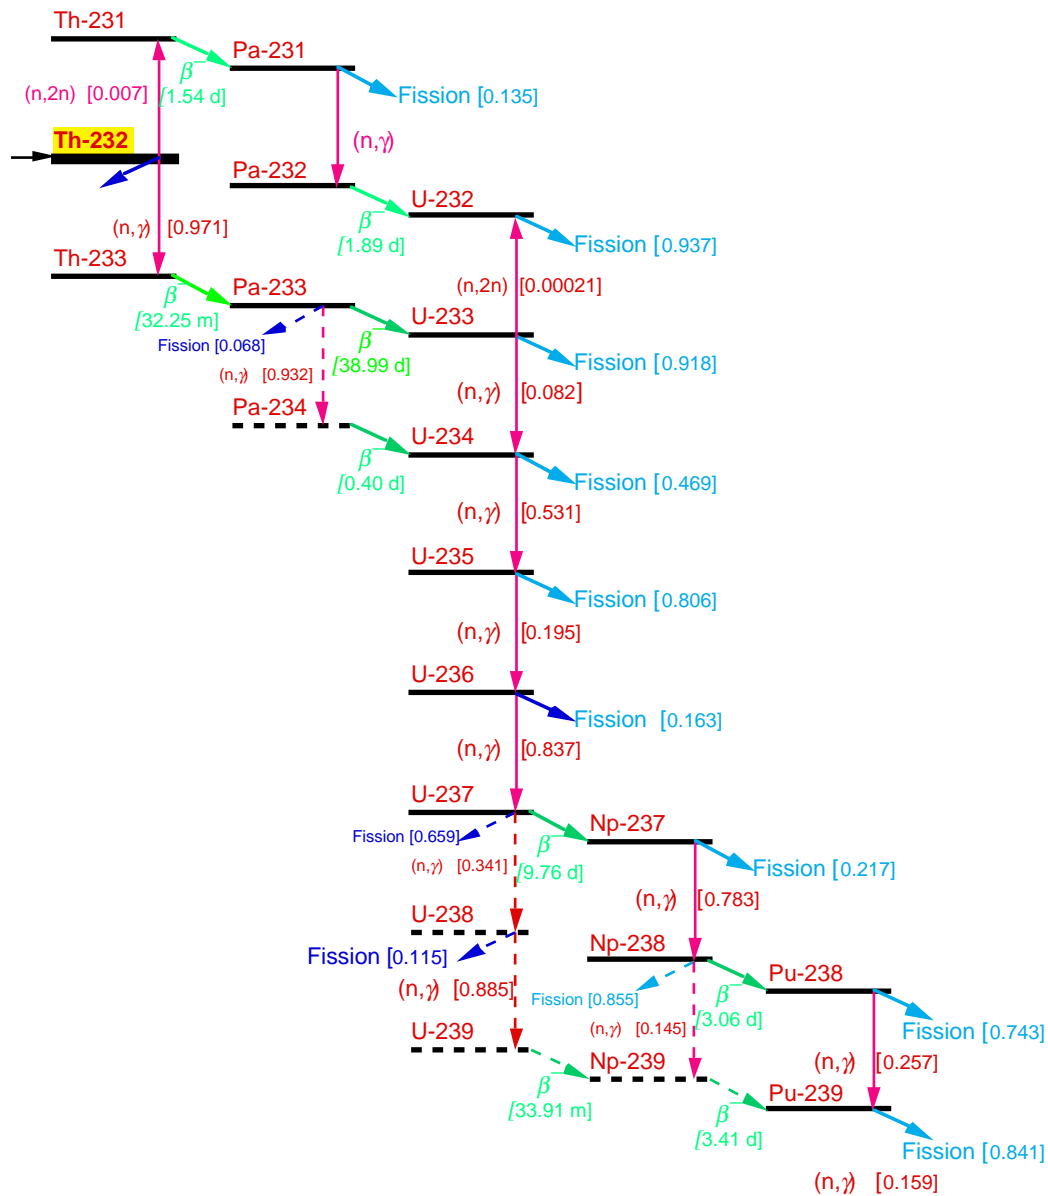 Th-231
Pa-231
β⁻
(n,2n) [0.007]
[1.54 d]
Fission [0.135]
Th-232
(n,γ)
Pa-232
U-232
β⁻
[1.89 d]
(n,γ) [0.971]
Fission [0.937]
Th-233
Pa-233
(n,2n) [0.00021]
β⁻
[32.25 m]
U-233
Fission [0.068]
β⁻
[38.99 d]
Fission [0.918]
(n,γ) [0.932]
(n,γ) [0.082]
Pa-234
U-234
β⁻
[0.40 d]
Fission [0.469]
(n,γ) [0.531]
U-235
Fission [0.806]
(n,γ) [0.195]
U-236
Fission [0.163]
(n,γ) [0.837]
U-237
Np-237
Fission [0.659]
β⁻
[9.76 d]
(n,γ) [0.341]
Fission [0.217]
(n,γ) [0.783]
U-238
Np-238
Fission [0.115]
Pu-238
(n,γ) [0.885]
Fission [0.855]
β⁻
[3.06 d]
(n,γ) [0.145]
Fission [0.743]
U-239
Np-239
(n,γ) [0.257]
β⁻
[33.91 m]
Pu-239
β⁻
[3.41 d]
Fission [0.841]
(n,γ) [0.159]